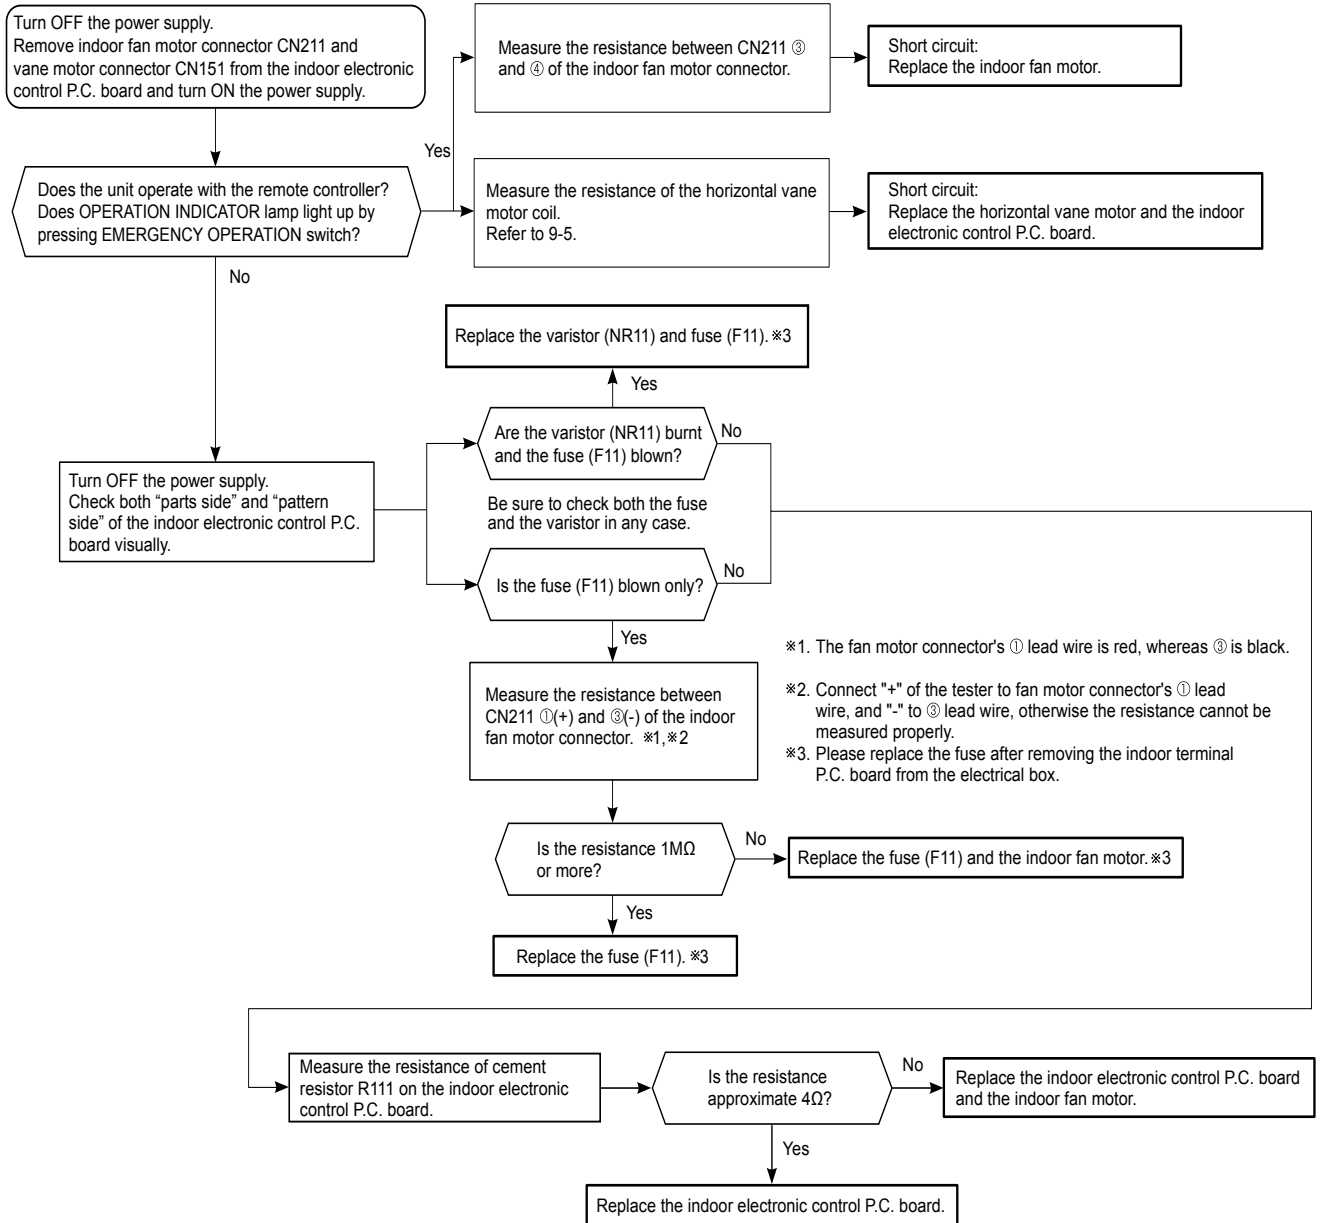 Turn OFF the power supply.
Remove indoor fan motor connector CN211 and
vane motor connector CN151 from the indoor electronic
control P.C. board and turn ON the power supply.
Measure the resistance between CN211 ③
and ④ of the indoor fan motor connector.
Short circuit:
Replace the indoor fan motor.
Yes
Does the unit operate with the remote controller?
Does OPERATION INDICATOR lamp light up by
pressing EMERGENCY OPERATION switch?
Measure the resistance of the horizontal vane
motor coil.
Refer to 9-5.
Short circuit:
Replace the horizontal vane motor and the indoor
electronic control P.C. board.
No
Replace the varistor (NR11) and fuse (F11). ※3
Yes
Are the varistor (NR11) burnt
and the fuse (F11) blown?
No
Turn OFF the power supply.
Check both “parts side” and “pattern
side” of the indoor electronic control P.C.
board visually.
Be sure to check both the fuse
and the varistor in any case.
Is the fuse (F11) blown only?
No
Yes
※1. The fan motor connector's ① lead wire is red, whereas ③ is black.
※2. Connect "+" of the tester to fan motor connector's ① lead
wire, and "-" to ③ lead wire, otherwise the resistance cannot be
measured properly.
※3. Please replace the fuse after removing the indoor terminal
P.C. board from the electrical box.
Measure the resistance between
CN211 ①(+) and ③(-) of the indoor
fan motor connector. ※1,※2
Is the resistance 1MΩ
or more?
No
Replace the fuse (F11) and the indoor fan motor.※3
Yes
Replace the fuse (F11). ※3
Measure the resistance of cement
resistor R111 on the indoor electronic
control P.C. board.
Is the resistance
approximate 4Ω?
No
Replace the indoor electronic control P.C. board
and the indoor fan motor.
Yes
Replace the indoor electronic control P.C. board.